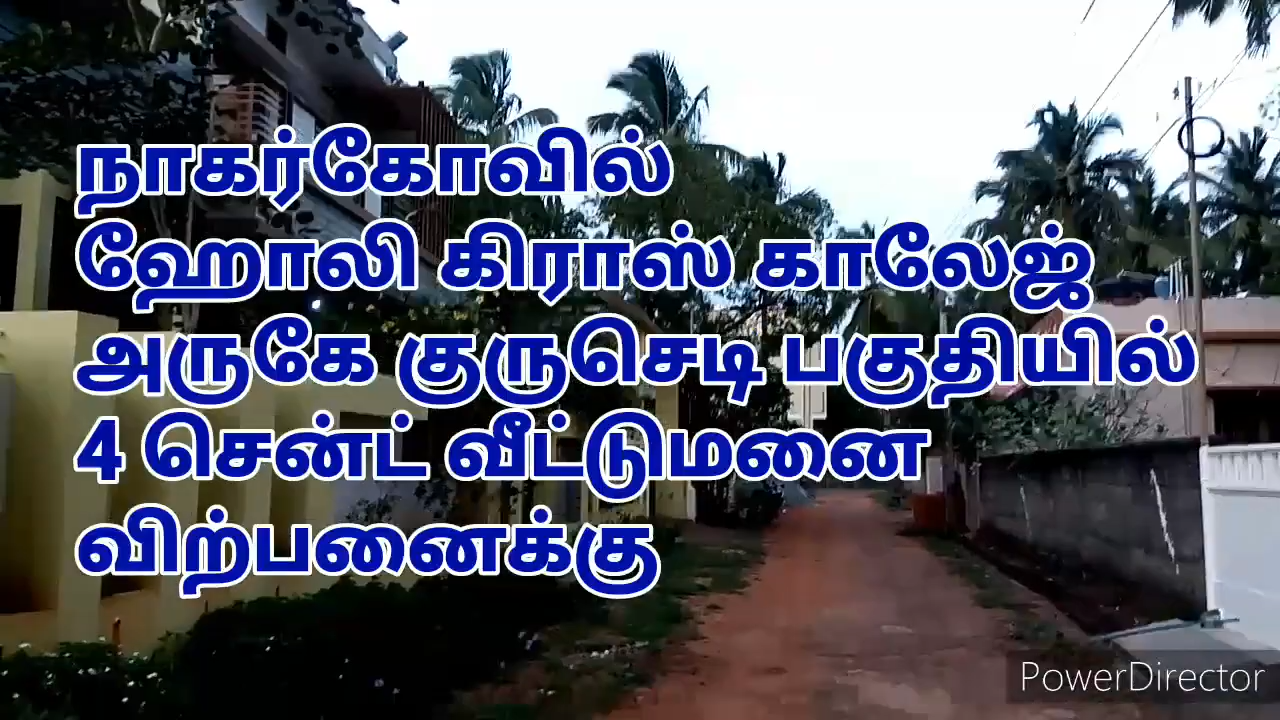 நாகர்கோவில்
ஹோலி கிராஸ் காலேஜ்
அருகே குருசெடி பகுதியில்
4 சென்ட் வீட்டுமனை
விற்பனைக்கு
PowerDirector